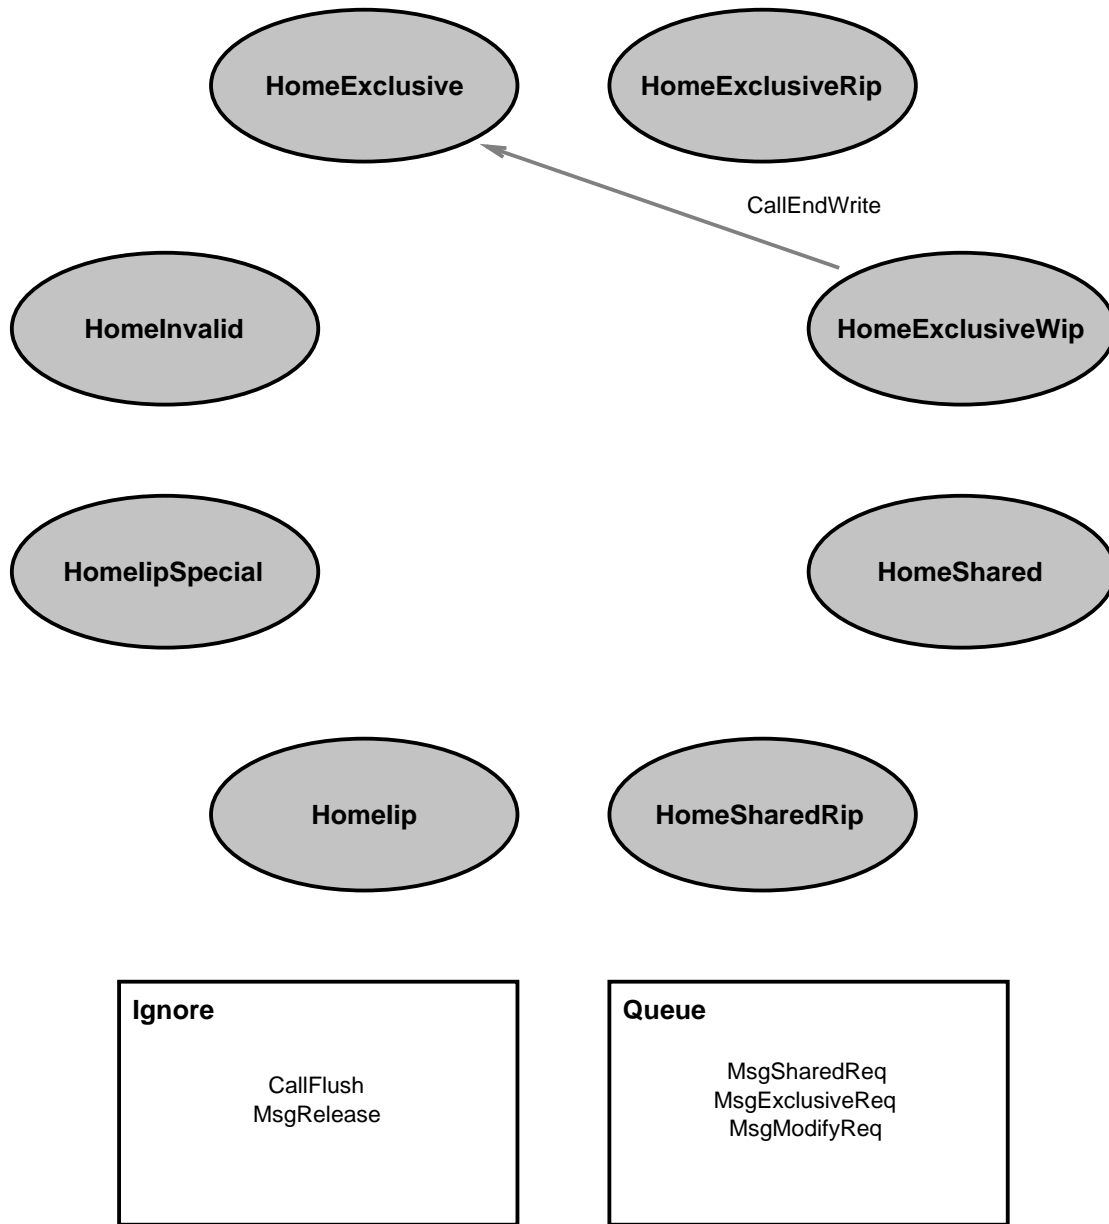 HomeExclusive
HomeExclusiveRip
CallEndWrite
HomeInvalid
HomeExclusiveWip
HomeIipSpecial
HomeShared
HomeIip
HomeSharedRip
Ignore
CallFlush
MsgRelease
Queue
MsgSharedReq
MsgExclusiveReq
MsgModifyReq